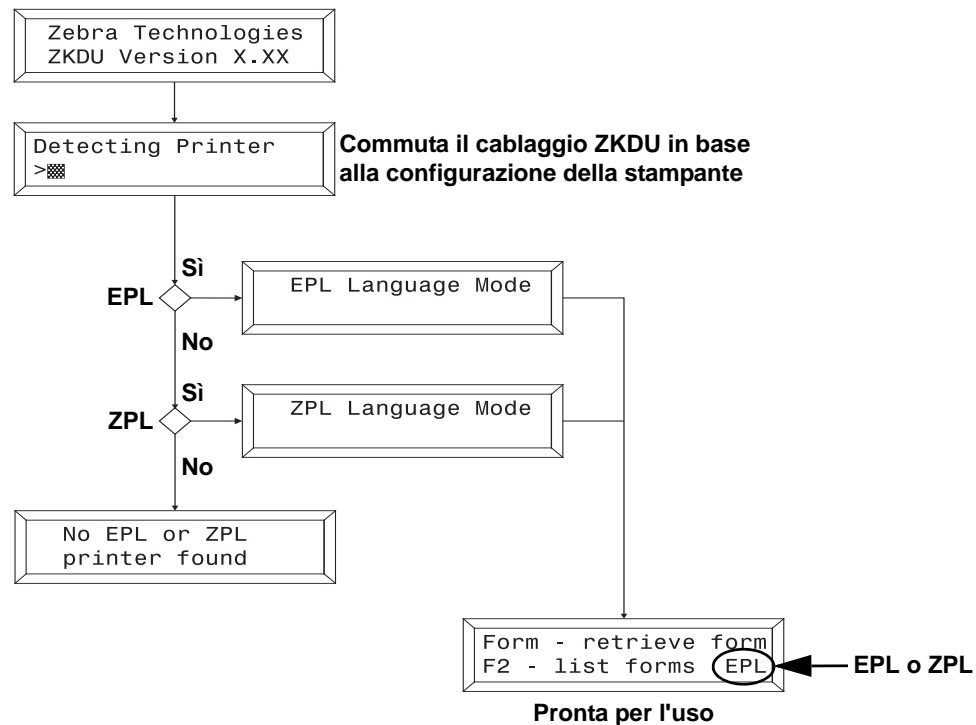 Zebra Technologies
ZKDU Version X.XX
Detecting Printer
>
Commuta il cablaggio ZKDU in base
alla configurazione della stampante
Sì
EPL
EPL Language Mode
No
Sì
ZPL
ZPL Language Mode
No
No EPL or ZPL
printer found
Form - retrieve form
F2 - list forms EPL
EPL o ZPL
Pronta per l'uso